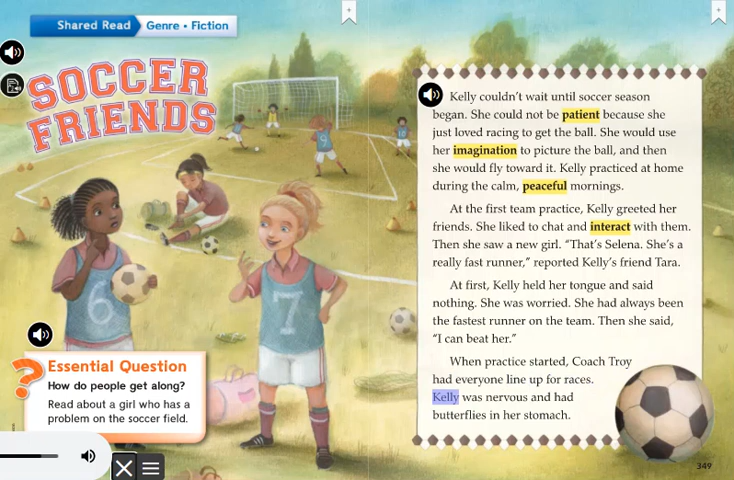 Shared Read Genre • Fiction
SOCCER
FRIENDS
6
7
Essential Question
How do people get along?
Read about a girl who has a
problem on the soccer field.
Kelly couldn't wait until soccer season
began. She could not be patient because she
just loved racing to get the ball. She would use
her imagination to picture the ball, and then
she would fly toward it. Kelly practiced at home
during the calm, peaceful mornings.
At the first team practice, Kelly greeted her
friends. She liked to chat and interact with them.
Then she saw a new girl. “That's Selena. She's a
really fast runner,” reported Kelly's friend Tara.
At first, Kelly held her tongue and said
nothing. She was worried. She had always been
the fastest runner on the team. Then she said,
“I can beat her.”
When practice started, Coach Troy
had everyone line up for races.
Kelly was nervous and had
butterflies in her stomach.
349